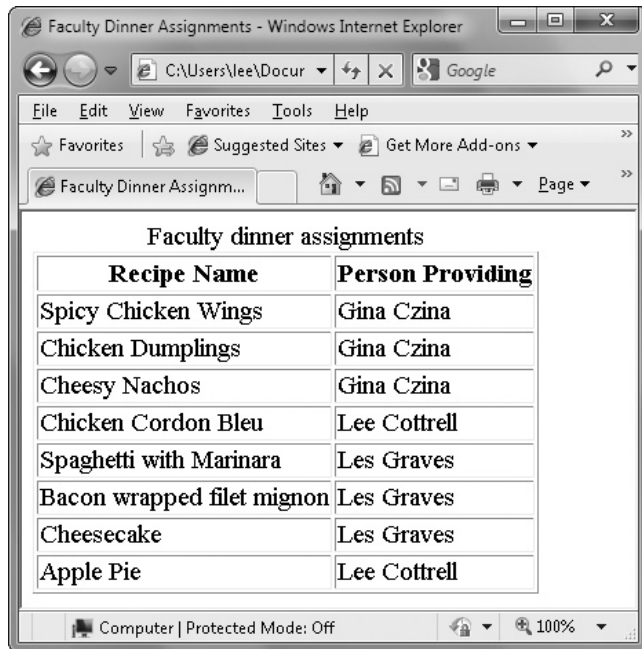 Faculty Dinner Assignments - Windows Internet Explorer
C:\Users\lee\Docur
Google
File Edit View Favorites Tools Help
Favorites Suggested Sites Get More Add-ons »
Faculty Dinner Assignm... Page »
Faculty dinner assignments
Recipe Name Person Providing
Spicy Chicken Wings Gina Czina
Chicken Dumplings Gina Czina
Cheesy Nachos Gina Czina
Chicken Cordon Bleu Lee Cottrell
Spaghetti with Marinara Les Graves
Bacon wrapped filet mignon Les Graves
Cheesecake Les Graves
Apple Pie Lee Cottrell
Computer | Protected Mode: Off 100%